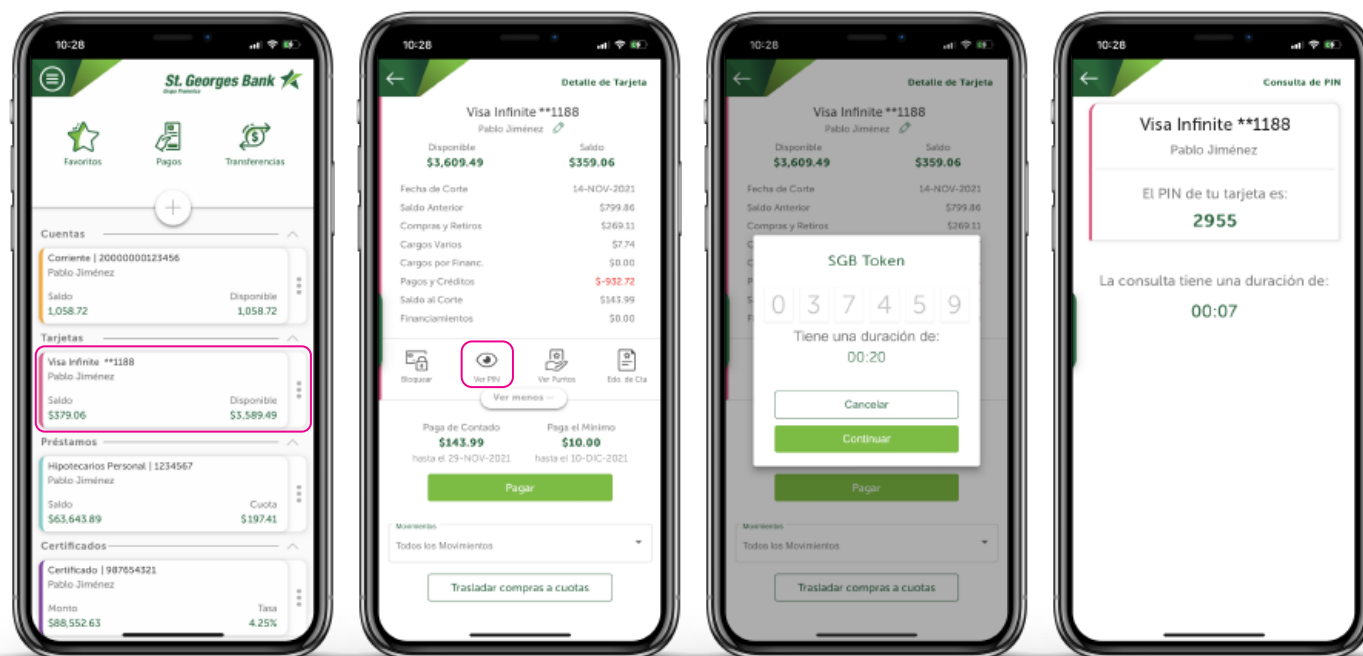 10:28
St. Georges Bank
Grupo Promerica
Favoritos Pagos Transferencias
Cuentas
Corriente | 20000000123456
Pablo Jiménez
Saldo Disponible
1,058.72 1,058.72
Tarjetas
Visa Infinite **1188
Pablo Jiménez
Saldo Disponible
$379.06 $3,589.49
Préstamos
Hipotecarios Personal | 1234567
Pablo Jiménez
Saldo Cuota
$63,643.89 $197.41
Certificados
Certificado | 987654321
Pablo Jiménez
Monto Tasa
$88,552.63 4.25%
10:28
Detalle de Tarjeta
Visa Infinite **1188
Pablo Jiménez
Disponible Saldo
$3,609.49 $359.06
Fecha de Corte 14-NOV-2021
Saldo Anterior $799.86
Compras y Retiros $269.11
Cargos Varios $7.74
Cargos por Financ. $0.00
Pagos y Créditos $-932.72
Saldo al Corte $143.99
Financiamientos $0.00
Bloquear Ver PIN Ver Puntos Edo. de Cta
Ver menos
Paga de Contado Paga el Mínimo
$143.99 $10.00
hasta el 29-NOV-2021 hasta el 10-DIC-2021
Pagar
Movimientos
Todos los Movimientos
Trasladar compras a cuotas
10:28
Detalle de Tarjeta
Visa Infinite **1188
Pablo Jiménez
Disponible Saldo
$3,609.49 $359.06
Fecha de Corte 14-NOV-2021
Saldo Anterior $799.86
Compras y Retiros $269.11
SGB Token
0 3 7 4 5 9
Tiene una duración de:
00:20
Cancelar
Continuar
Pagar
Movimientos
Todos los Movimientos
Trasladar compras a cuotas
10:28
Consulta de PIN
Visa Infinite **1188
Pablo Jiménez
El PIN de tu tarjeta es:
2955
La consulta tiene una duración de:
00:07